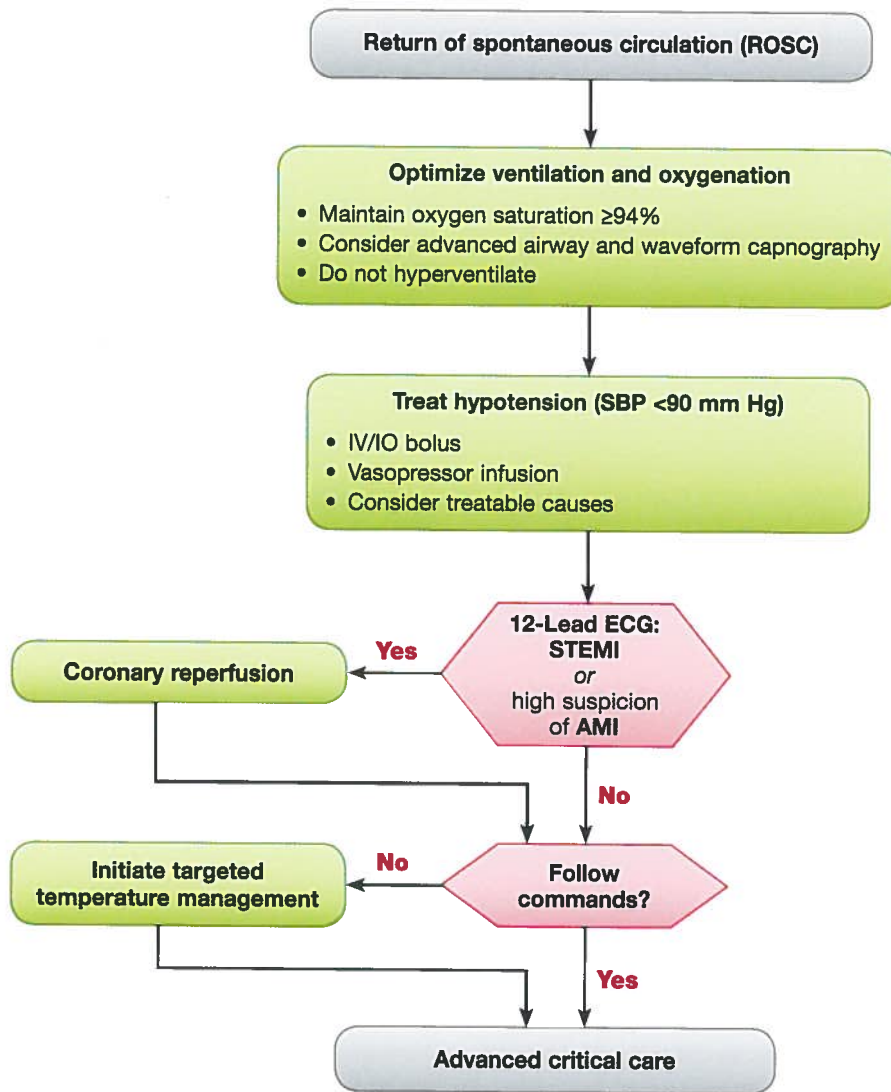 Return of spontaneous circulation (ROSC)
Optimize ventilation and oxygenation
• Maintain oxygen saturation ≥94%
• Consider advanced airway and waveform capnography
• Do not hyperventilate
Treat hypotension (SBP <90 mm Hg)
• IV/IO bolus
• Vasopressor infusion
• Consider treatable causes
12-Lead ECG:
STEMI
or
high suspicion
of AMI
Yes
Coronary reperfusion
No
Follow
commands?
No
Initiate targeted
temperature management
Yes
Advanced critical care